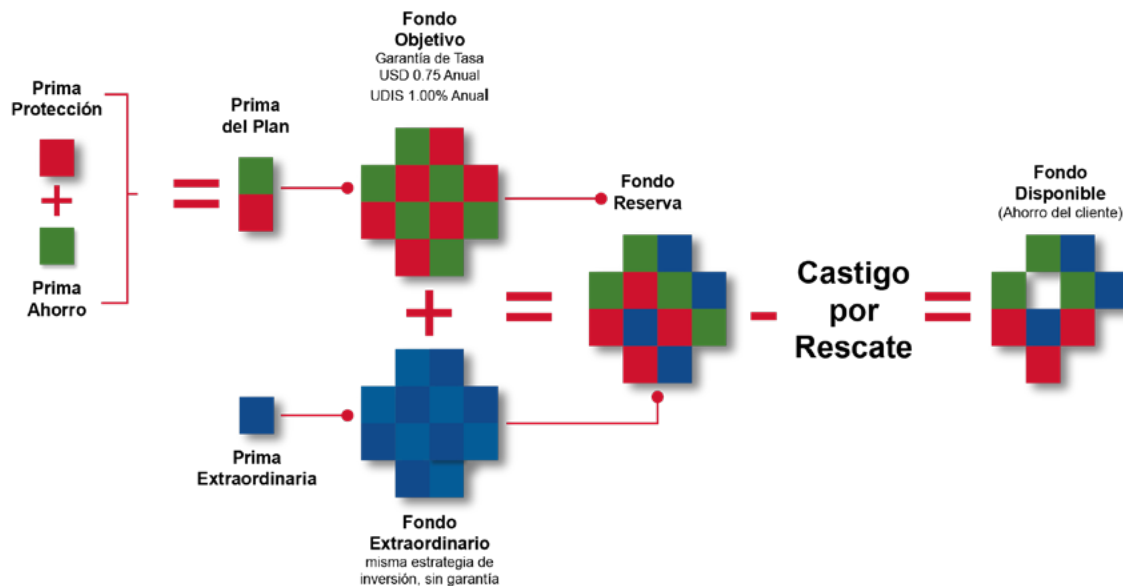 Prima
Protección
+
Prima
Ahorro
=
Prima
del Plan
Fondo
Objetivo
Garantía de Tasa
USD 0.75 Anual
UDIS 1.00% Anual
+
Prima
Extraordinaria
Fondo
Extraordinario
misma estrategia de
inversión, sin garantía
=
Fondo
Reserva
-
Castigo
por
Rescate
=
Fondo
Disponible
(Ahorro del cliente)